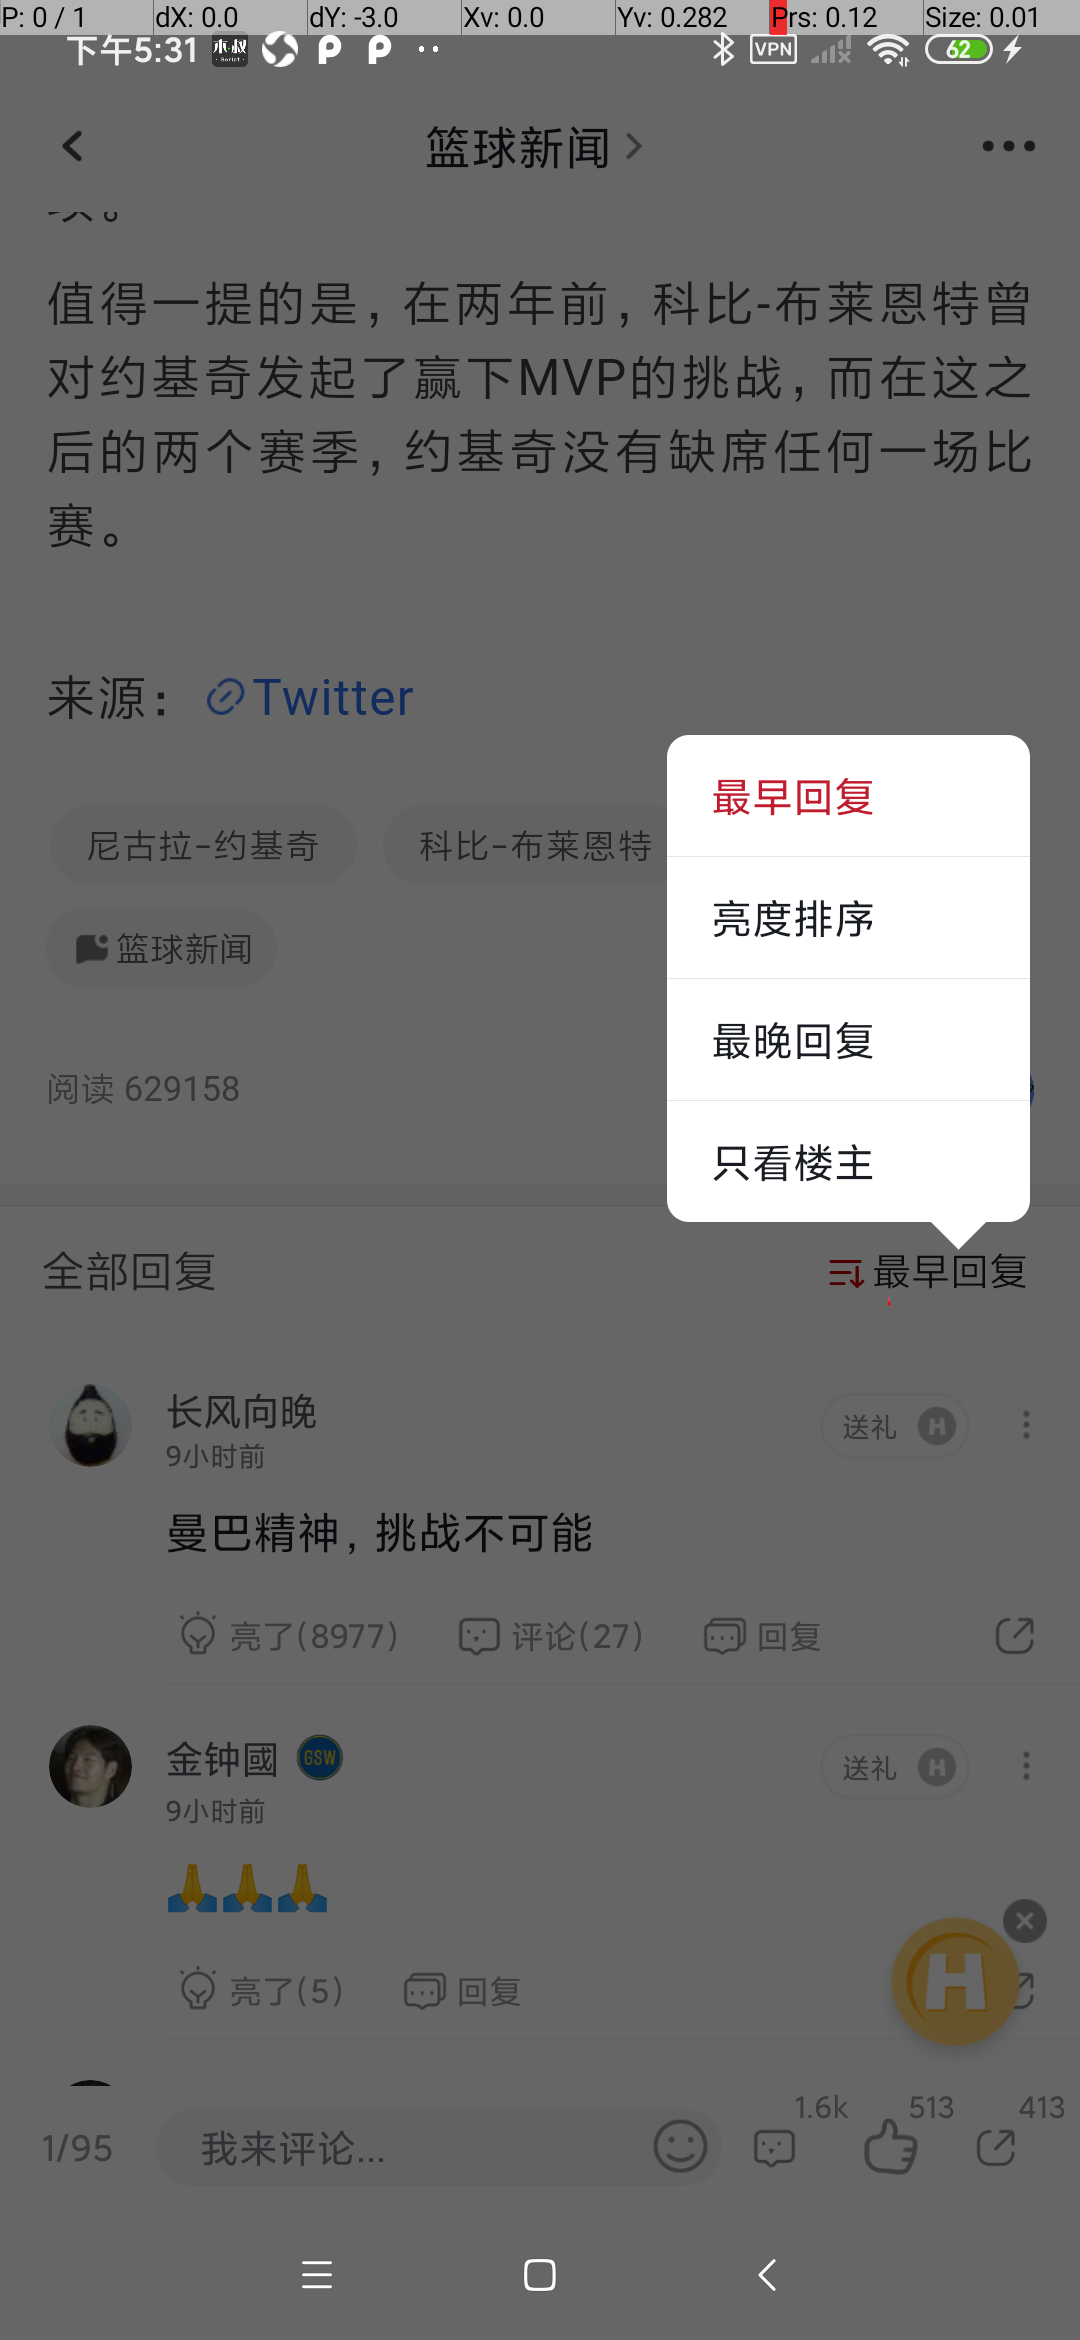 P: 0 / 1 dX: 0.0 dY: -3.0 Xv: 0.0 Yv: 0.282 Prs: 0.12 Size: 0.01
下午5:31 VPN 62
篮球新闻
值得一提的是，在两年前，科比-布莱恩特曾
对约基奇发起了赢下MVP的挑战，而在这之
后的两个赛季，约基奇没有缺席任何一场比
赛。
来源： Twitter
最早回复
尼古拉-约基奇 科比-布莱恩特
亮度排序
篮球新闻
最晚回复
阅读 629158
只看楼主
全部回复 最早回复
长风向晚 送礼 H
9小时前
曼巴精神，挑战不可能
亮了(8977) 评论(27) 回复
金钟國 GSW 送礼 H
9小时前
🙏🙏🙏
H
亮了(5) 回复
1/95 我来评论... 1.6k 513 413